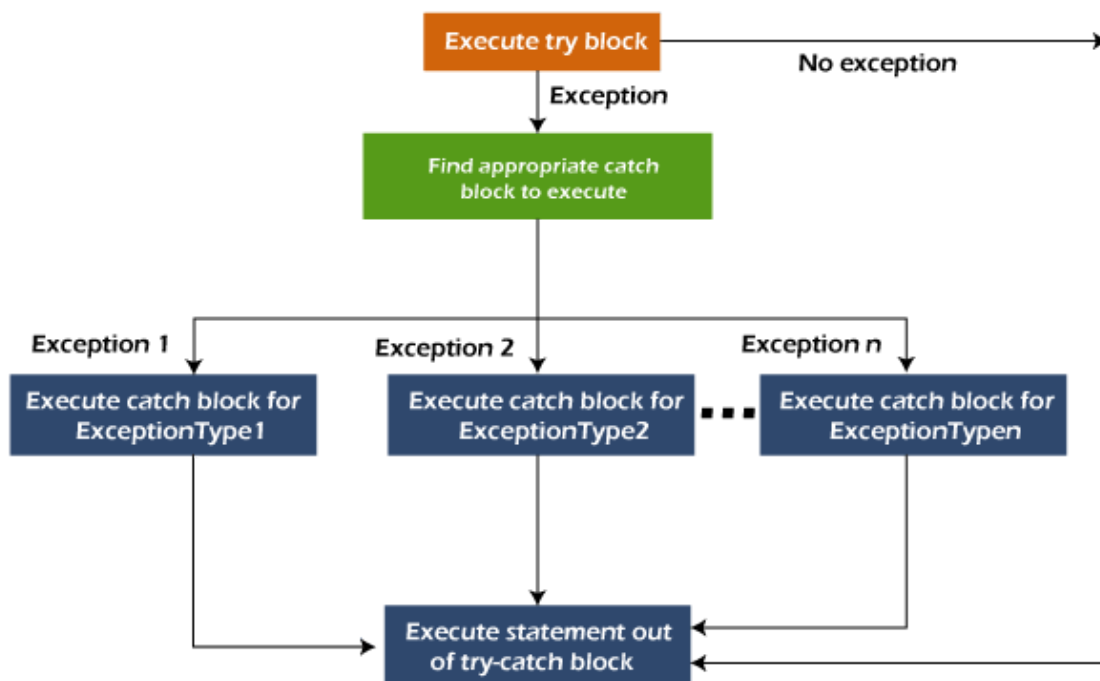 Execute try block
No exception
Exception
Find appropriate catch
block to execute
Exception 1
Exception 2
Exception n
Execute catch block for
ExceptionType1
Execute catch block for
ExceptionType2
Execute catch block for
ExceptionTypen
Execute statement out
of try-catch block